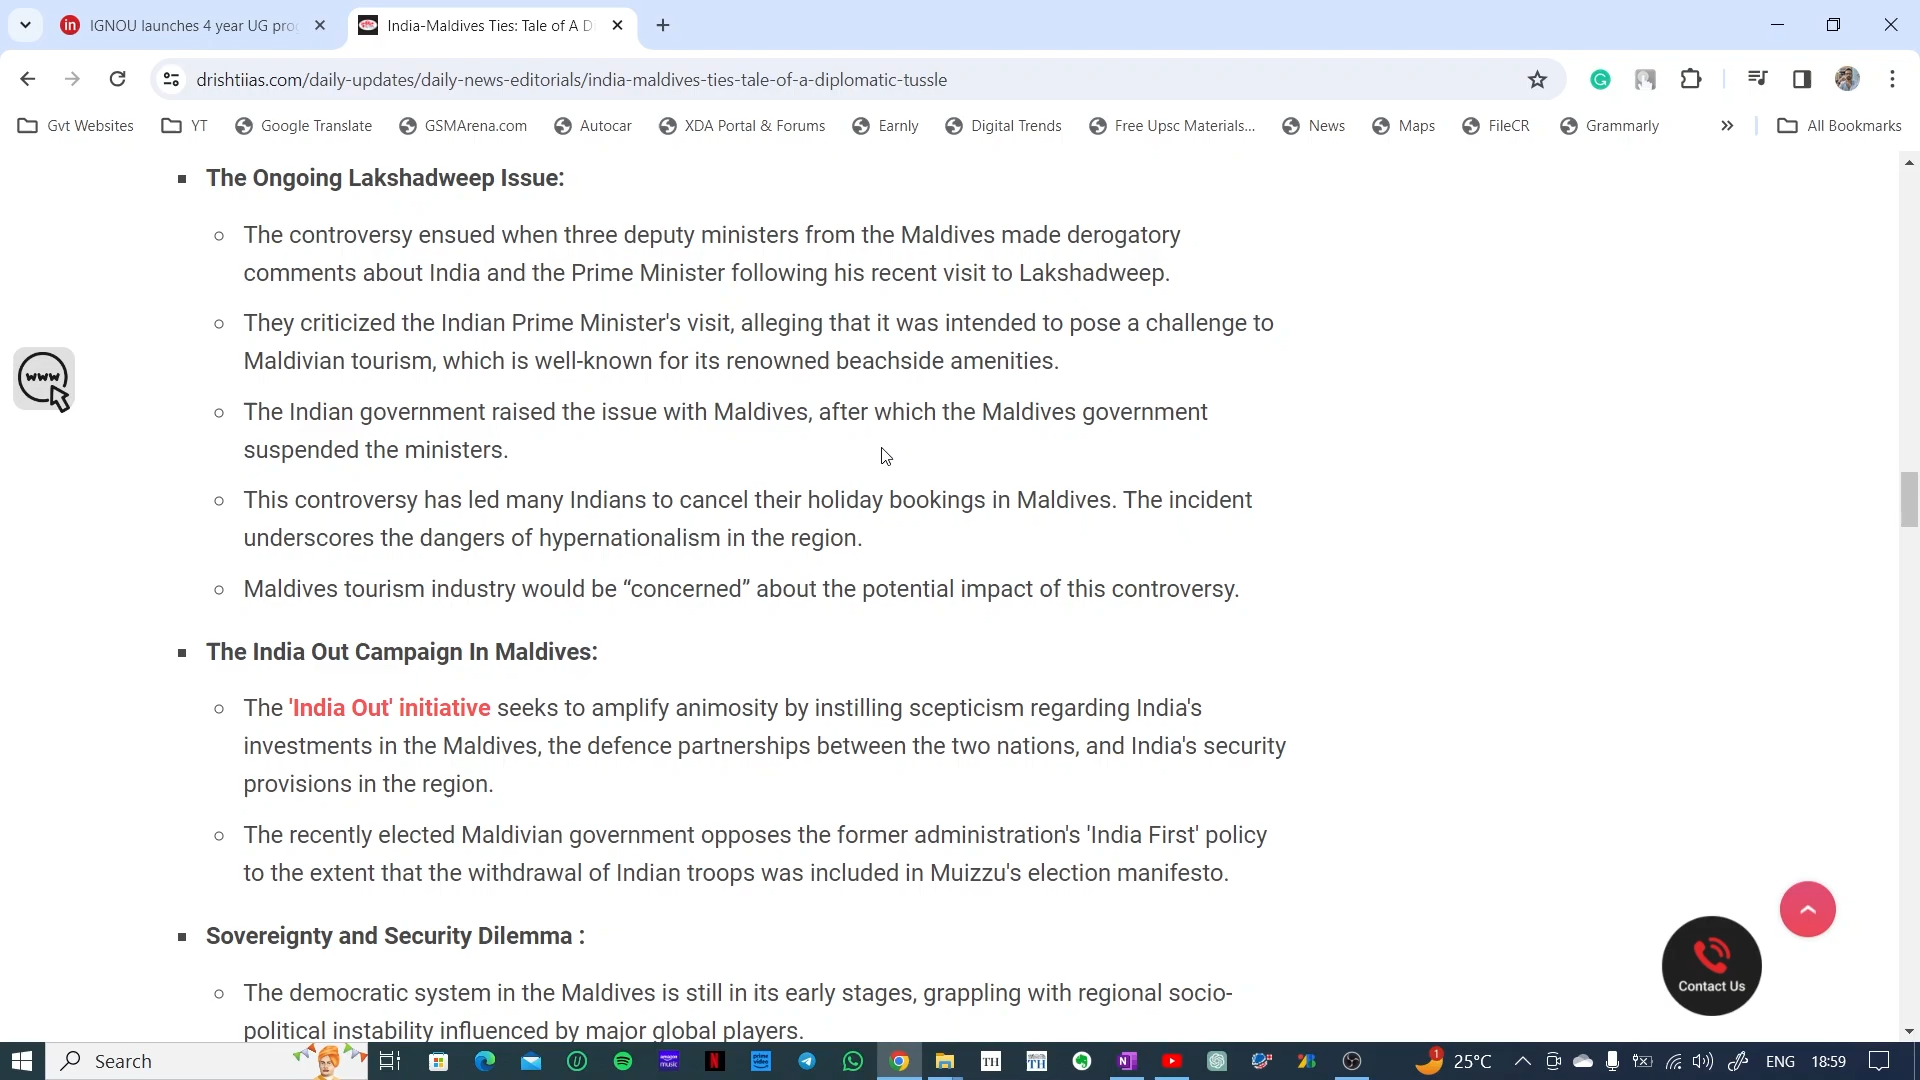 IGNOU launches 4 year UG pro
India-Maldives Ties: Tale of A D
drishtiias.com/daily-updates/daily-news-editorials/india-maldives-ties-tale-of-a-diplomatic-tussle
Gvt Websites
YT
Google Translate
GSMArena.com
Autocar
XDA Portal & Forums
Earnly
Digital Trends
Free Upsc Materials...
News
Maps
FileCR
Grammarly
All Bookmarks
The Ongoing Lakshadweep Issue:
The controversy ensued when three deputy ministers from the Maldives made derogatory
comments about India and the Prime Minister following his recent visit to Lakshadweep.
They criticized the Indian Prime Minister's visit, alleging that it was intended to pose a challenge to
Maldivian tourism, which is well-known for its renowned beachside amenities.
www
The Indian government raised the issue with Maldives, after which the Maldives government
suspended the ministers.
This controversy has led many Indians to cancel their holiday bookings in Maldives. The incident
underscores the dangers of hypernationalism in the region.
Maldives tourism industry would be “concerned” about the potential impact of this controversy.
The India Out Campaign In Maldives:
The 'India Out' initiative seeks to amplify animosity by instilling scepticism regarding India's
investments in the Maldives, the defence partnerships between the two nations, and India's security
provisions in the region.
The recently elected Maldivian government opposes the former administration's 'India First' policy
to the extent that the withdrawal of Indian troops was included in Muizzu's election manifesto.
Sovereignty and Security Dilemma :
Contact Us
The democratic system in the Maldives is still in its early stages, grappling with regional socio-
political instability influenced by major global players.
Search
25°C
ENG
18:59